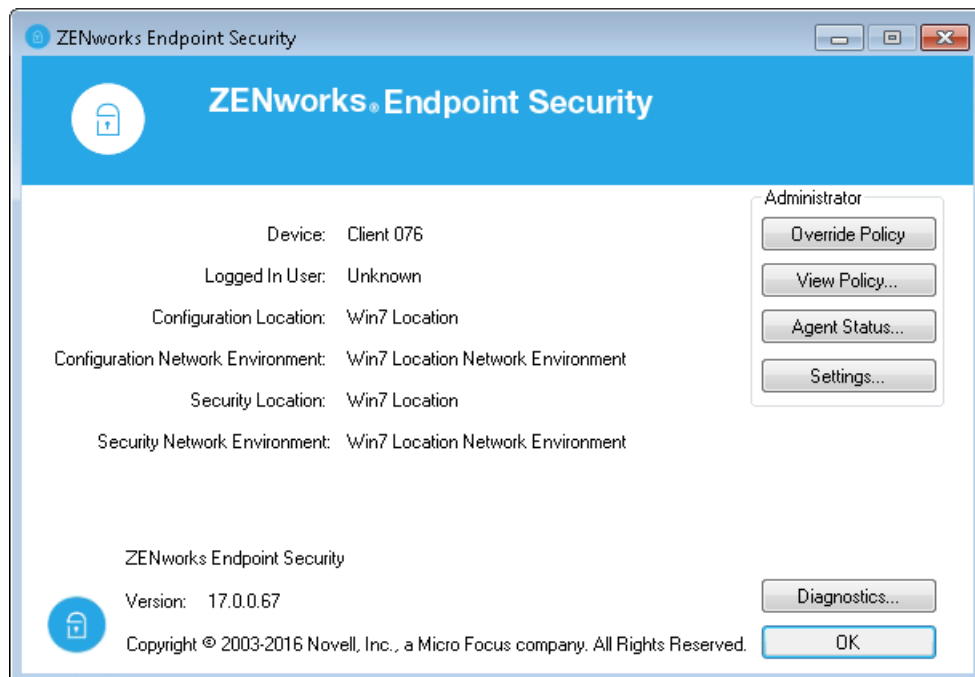 ZENworks Endpoint Security
ZENworks® Endpoint Security
Administrator
Device: Client 076
Override Policy
Logged In User: Unknown
View Policy...
Configuration Location: Win7 Location
Agent Status...
Configuration Network Environment: Win7 Location Network Environment
Settings...
Security Location: Win7 Location
Security Network Environment: Win7 Location Network Environment
ZENworks Endpoint Security
Version: 17.0.0.67
Diagnostics...
Copyright © 2003-2016 Novell, Inc., a Micro Focus company. All Rights Reserved.
OK